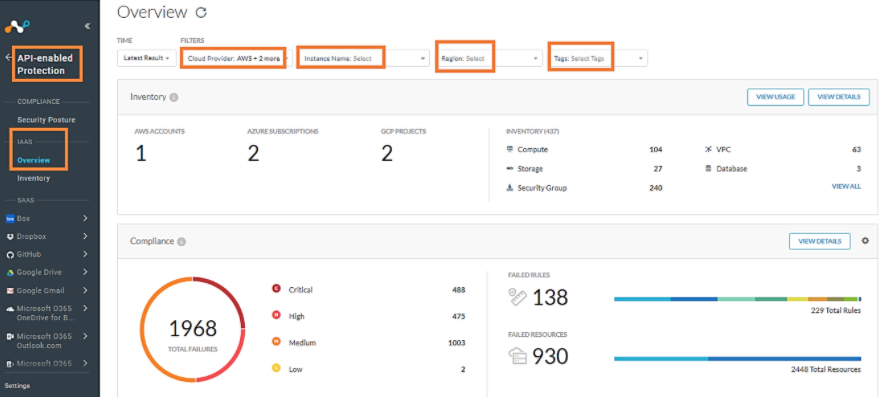 Overview
«
API-enabled
Protection
COMPLIANCE
Security Posture
IAAS
Overview
Inventory
SAAS
Box
Dropbox
GitHub
Google Drive
Google Gmail
Microsoft O365
OneDrive for B...
Microsoft O365
Outlook.com
Microsoft O365
Settings
TIME
FILTERS
Latest Result
Cloud Provider: AWS + 2 more
Instance Name: Select
Region: Select
Tags: Select Tags
Inventory
VIEW USAGE
VIEW DETAILS
AWS ACCOUNTS
1
AZURE SUBSCRIPTIONS
2
GCP PROJECTS
2
INVENTORY (437)
Compute 104
VPC 63
Storage 27
Database 3
Security Group 240
VIEW ALL
Compliance
VIEW DETAILS
1968
TOTAL FAILURES
C Critical 488
H High 475
M Medium 1003
L Low 2
FAILED RULES
138
229 Total Rules
FAILED RESOURCES
930
2448 Total Resources